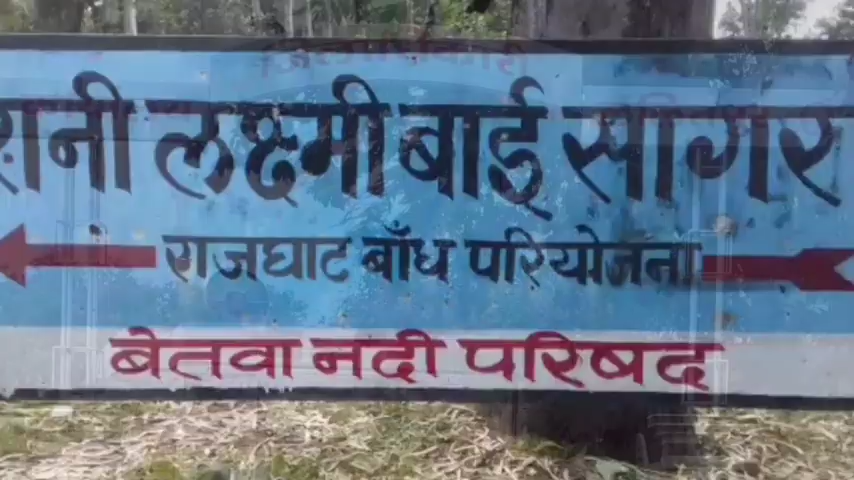 रानी लक्ष्मी बाई सागर
राजघाट बाँध परियोजना
बेतवा नदी परिषद